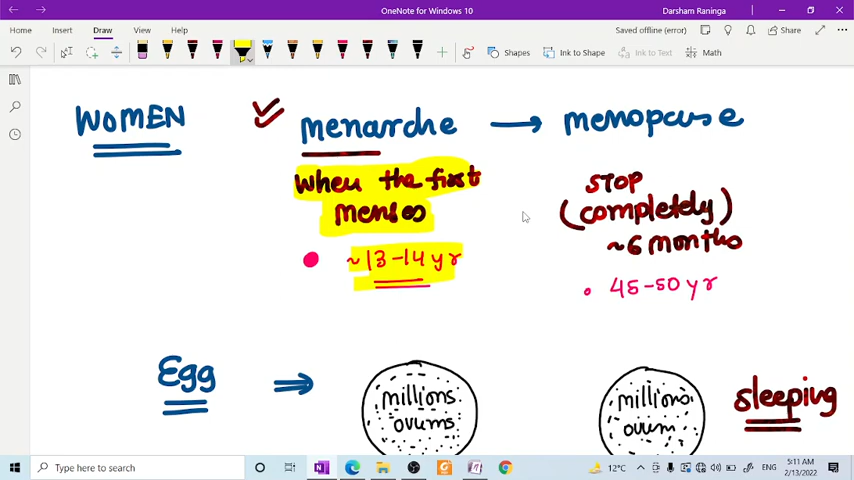 OneNote for Windows 10
Darsham Raninga
Home Insert Draw View Help
Saved offline (error) Share
Shapes Ink to Shape Ink to Text Math
WOMEN menarche → menopause
When the first
Menses
~13-14 yr
STOP
(completely)
~6 months
• 45-50 yr
Egg ⇒
millions
ovums
millions
ovum
sleeping
Type here to search
12°C
ENG
5:11 AM
2/13/2022